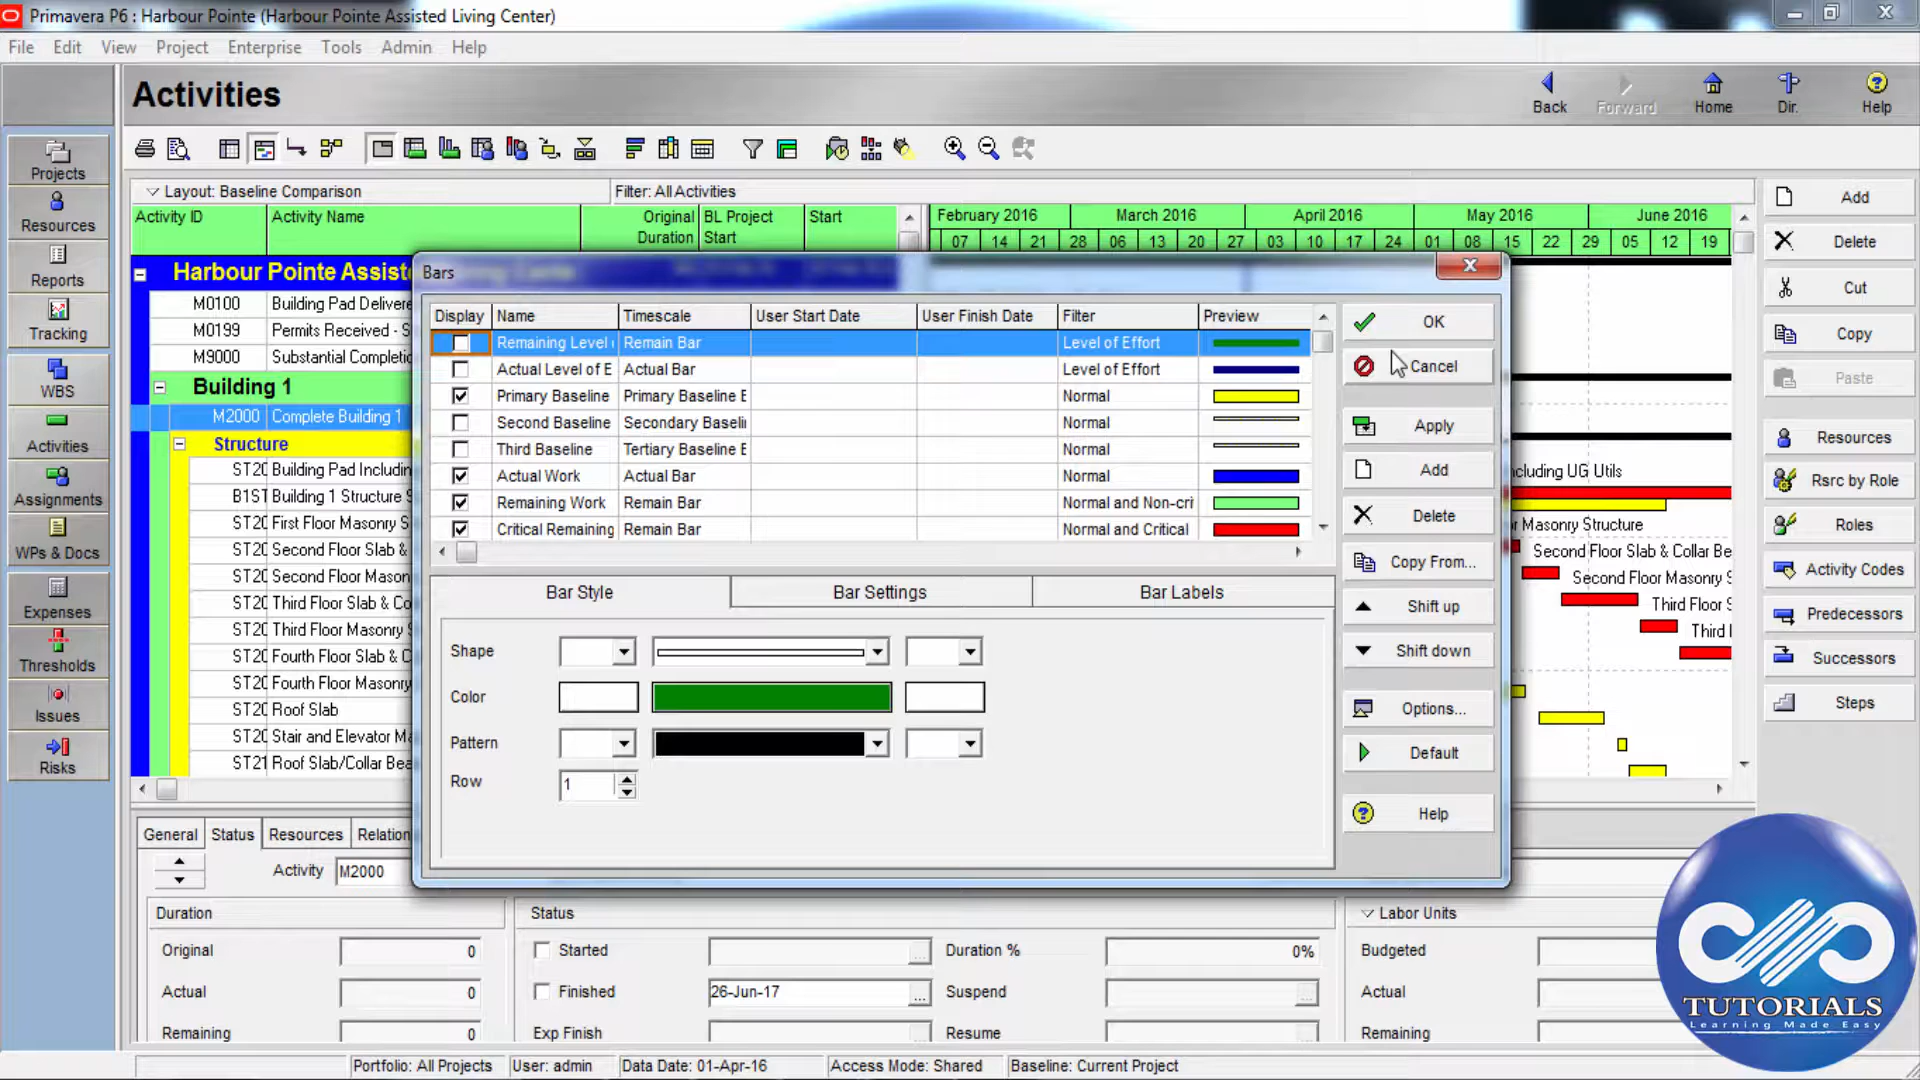 Primavera P6 : Harbour Pointe (Harbour Pointe Assisted Living Center)
File Edit View Project Enterprise Tools Admin Help
Activities
Back Forward Home Dir. Help
Layout: Baseline Comparison
Filter: All Activities
Activity ID
Activity Name
Original Duration
BL Project Start
Start
February 2016 March 2016 April 2016 May 2016 June 2016
07 14 21 28 06 13 20 27 03 10 17 24 01 08 15 22 29 05 12 19
Projects
Resources
Reports
Tracking
WBS
Activities
Assignments
WPs & Docs
Expenses
Thresholds
Issues
Risks
Harbour Pointe Assist
M0100 Building Pad Delivere
M0199 Permits Received - S
M9000 Substantial Completic
Building 1
M2000 Complete Building 1
Structure
ST20 Building Pad Includin
B1ST Building 1 Structure S
ST20 First Floor Masonry S
ST20 Second Floor Slab &
ST20 Second Floor Mason
ST20 Third Floor Slab & Co
ST20 Third Floor Masonry S
ST20 Fourth Floor Slab & C
ST20 Fourth Floor Masonry
ST20 Roof Slab
ST20 Stair and Elevator Ma
ST21 Roof Slab/Collar Bea
Bars
Display Name Timescale User Start Date User Finish Date Filter Preview
Remaining Level Remain Bar Level of Effort
Actual Level of E Actual Bar Level of Effort
Primary Baseline Primary Baseline E Normal
Second Baseline Secondary Baseli Normal
Third Baseline Tertiary Baseline E Normal
Actual Work Actual Bar Normal
Remaining Work Remain Bar Normal and Non-cri
Critical Remaining Remain Bar Normal and Critical
Bar Style
Bar Settings
Bar Labels
Shape
Color
Pattern
Row 1
OK
Cancel
Apply
Add
Delete
Copy From...
Shift up
Shift down
Options...
Default
Help
ncluding UG Utils
r Masonry Structure
Second Floor Slab & Collar Be
Second Floor Masonry S
Third Floor S
Third
Add
Delete
Cut
Copy
Paste
Resources
Rsrc by Role
Roles
Activity Codes
Predecessors
Successors
Steps
General Status Resources Relation
Activity M2000
Duration
Original 0
Actual 0
Remaining 0
Status
Started
Finished 26-Jun-17
Exp Finish
Duration % 0%
Suspend
Resume
Labor Units
Budgeted
Actual
Remaining
TUTORIALS
Learning Made Easy
Portfolio: All Projects User: admin Data Date: 01-Apr-16 Access Mode: Shared Baseline: Current Project